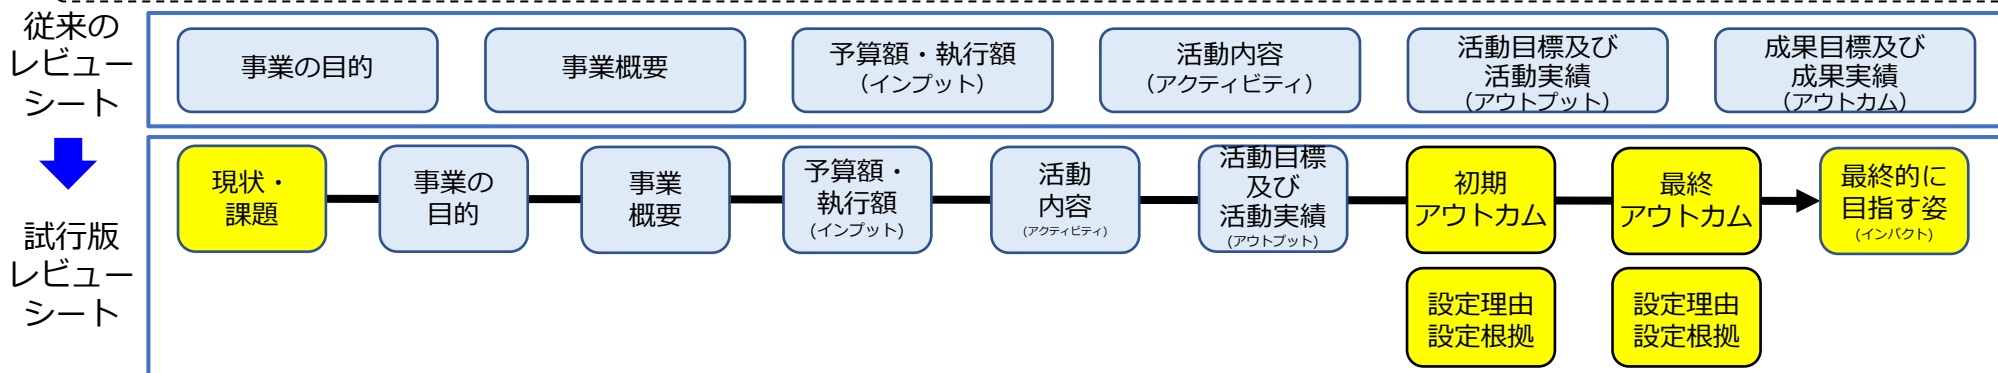 従来の
レビュー
シート
事業の目的
事業概要
予算額・執行額
（インプット）
活動内容
（アクティビティ）
活動目標及び
活動実績
（アウトプット）
成果目標及び
成果実績
（アウトカム）
試行版
レビュー
シート
現状・
課題
事業の
目的
事業
概要
予算額・
執行額
（インプット）
活動
内容
（アクティビティ）
活動目標
及び
活動実績
（アウトプット）
初期
アウトカム
最終
アウトカム
最終的に
目指す姿
（インパクト）
設定理由
設定根拠
設定理由
設定根拠